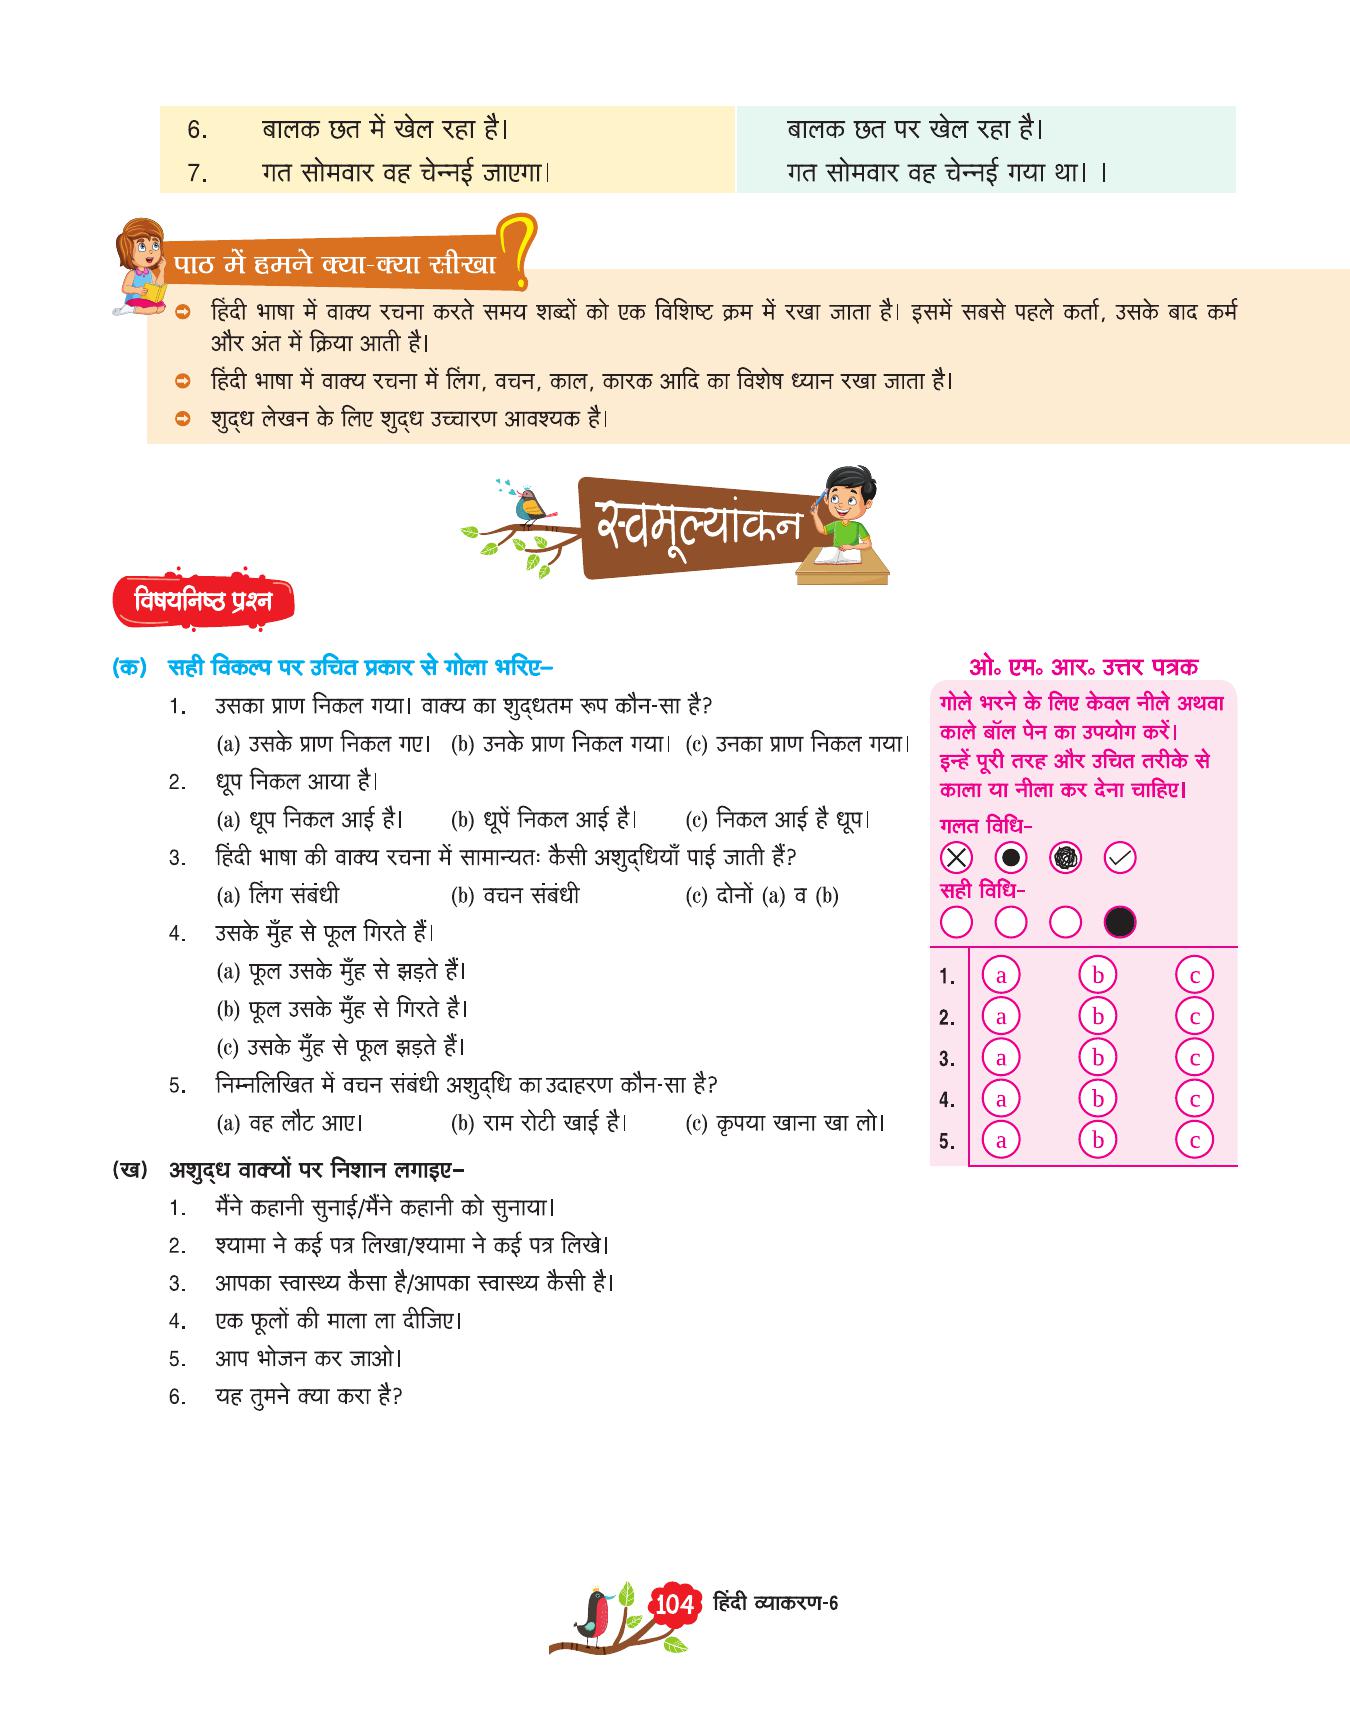 6. बालक छत में खेल रहा है। बालक छत पर खेल रहा है।
7. गत सोमवार वह चेन्नई जाएगा। गत सोमवार वह चेन्नई गया था। ।
पाठ में हमने क्या-क्या सीखा ?
हिंदी भाषा में वाक्य रचना करते समय शब्दों को एक विशिष्ट क्रम में रखा जाता है। इसमें सबसे पहले कर्ता, उसके बाद कर्म
और अंत में क्रिया आती है।
हिंदी भाषा में वाक्य रचना में लिंग, वचन, काल, कारक आदि का विशेष ध्यान रखा जाता है।
शुद्ध लेखन के लिए शुद्ध उच्चारण आवश्यक है।
स्वमूल्यांकन
विषयनिष्ठ प्रश्न
(क) सही विकल्प पर उचित प्रकार से गोला भरिए–
1. उसका प्राण निकल गया। वाक्य का शुद्धतम रूप कौन-सा है?
(a) उसके प्राण निकल गए। (b) उनके प्राण निकल गया। (c) उनका प्राण निकल गया।
2. धूप निकल आया है।
(a) धूप निकल आई है। (b) धूपें निकल आई है। (c) निकल आई है धूप।
3. हिंदी भाषा की वाक्य रचना में सामान्यतः कैसी अशुद्धियाँ पाई जाती हैं?
(a) लिंग संबंधी (b) वचन संबंधी (c) दोनों (a) व (b)
4. उसके मुँह से फूल गिरते हैं।
(a) फूल उसके मुँह से झड़ते हैं।
(b) फूल उसके मुँह से गिरते है।
(c) उसके मुँह से फूल झड़ते हैं।
5. निम्नलिखित में वचन संबंधी अशुद्धि का उदाहरण कौन-सा है?
(a) वह लौट आए। (b) राम रोटी खाई है। (c) कृपया खाना खा लो।
(ख) अशुद्ध वाक्यों पर निशान लगाइए–
1. मैंने कहानी सुनाई/मैंने कहानी को सुनाया।
2. श्यामा ने कई पत्र लिखा/श्यामा ने कई पत्र लिखे।
3. आपका स्वास्थ्य कैसा है/आपका स्वास्थ्य कैसी है।
4. एक फूलों की माला ला दीजिए।
5. आप भोजन कर जाओ।
6. यह तुमने क्या करा है?
ओ॰ एम॰ आर॰ उत्तर पत्रक
गोले भरने के लिए केवल नीले अथवा
काले बॉल पेन का उपयोग करें।
इन्हें पूरी तरह और उचित तरीके से
काला या नीला कर देना चाहिए।
गलत विधि–
सही विधि–
1. a b c
2. a b c
3. a b c
4. a b c
5. a b c
104 हिंदी व्याकरण-6